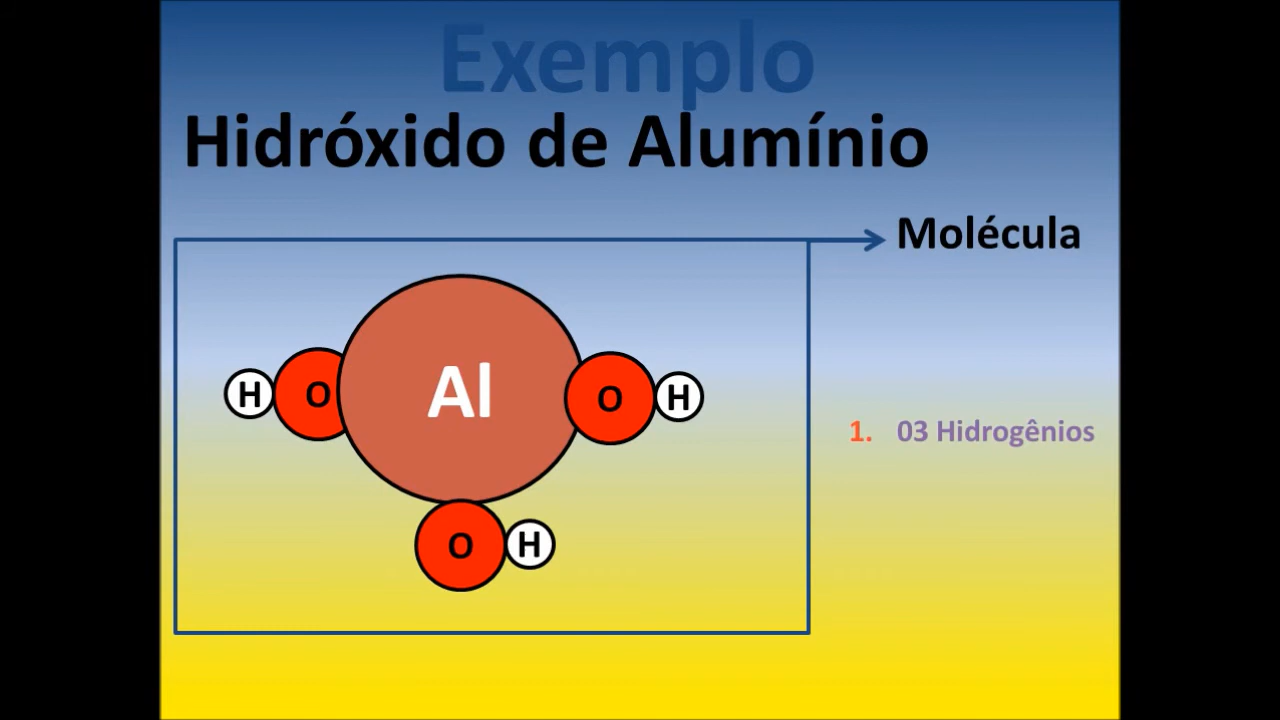 Exemplo
Hidróxido de Alumínio
Molécula
Al
H O
O H
1. 03 Hidrogênios
O H